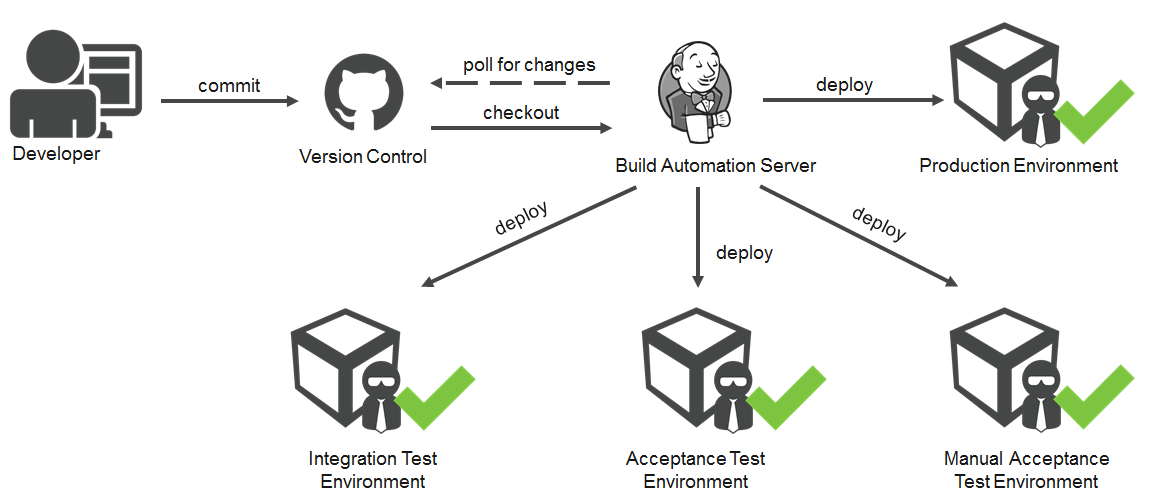 commit
poll for changes
checkout
deploy
Developer
Version Control
Build Automation Server
Production Environment
deploy
deploy
deploy
Integration Test
Environment
Acceptance Test
Environment
Manual Acceptance
Test Environment